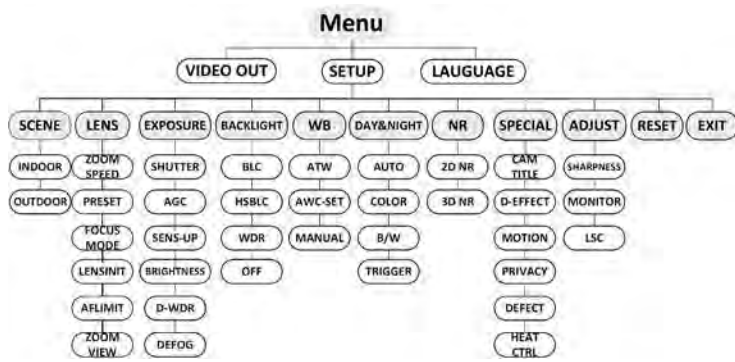 Menu
VIDEO OUT SETUP LAUGUAGE
SCENE LENS EXPOSURE BACKLIGHT WB DAY&NIGHT NR SPECIAL ADJUST RESET EXIT
INDOOR ZOOM SPEED SHUTTER BLC ATW AUTO 2D NR CAM TITLE SHARPNESS
OUTDOOR PRESET AGC HSBLC AWC-SET COLOR 3D NR D-EFFECT MONITOR
FOCUS MODE SENS-UP WDR MANUAL B/W MOTION LSC
LENSINIT BRIGHTNESS OFF TRIGGER PRIVACY
AFLIMIT D-WDR DEFECT
ZOOM VIEW DEFOG HEAT CTRL